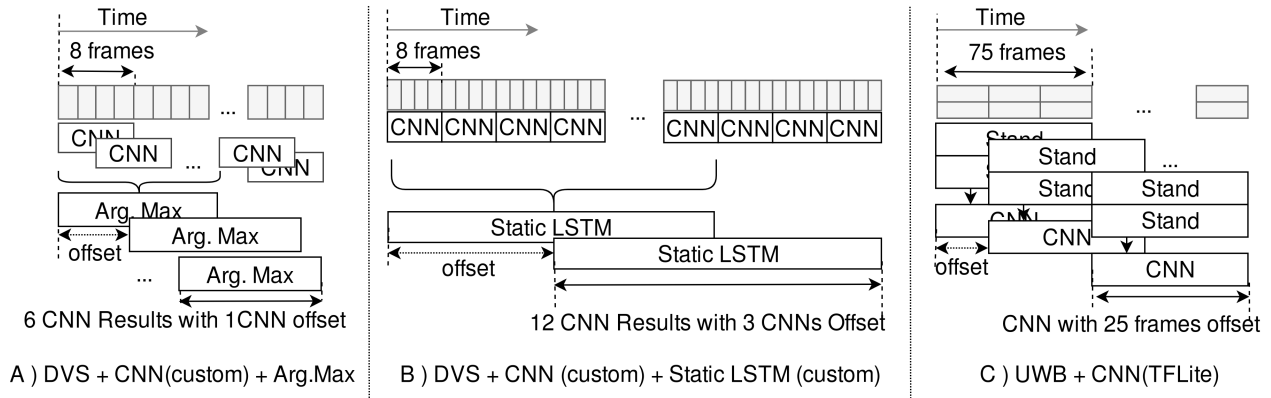 Time
8 frames
...
CNN
CNN
...
CNN
CNN
Arg. Max
Arg. Max
offset
...
Arg. Max
6 CNN Results with 1CNN offset
A ) DVS + CNN(custom) + Arg.Max
Time
8 frames
...
CNN CNN CNN CNN
CNN CNN CNN CNN
Static LSTM
Static LSTM
offset
12 CNN Results with 3 CNNs Offset
B ) DVS + CNN (custom) + Static LSTM (custom)
Time
75 frames
...
Stand
Stand
...
Stand
Stand
Stand
CNN
CNN
offset
CNN
CNN with 25 frames offset
C ) UWB + CNN(TFLite)